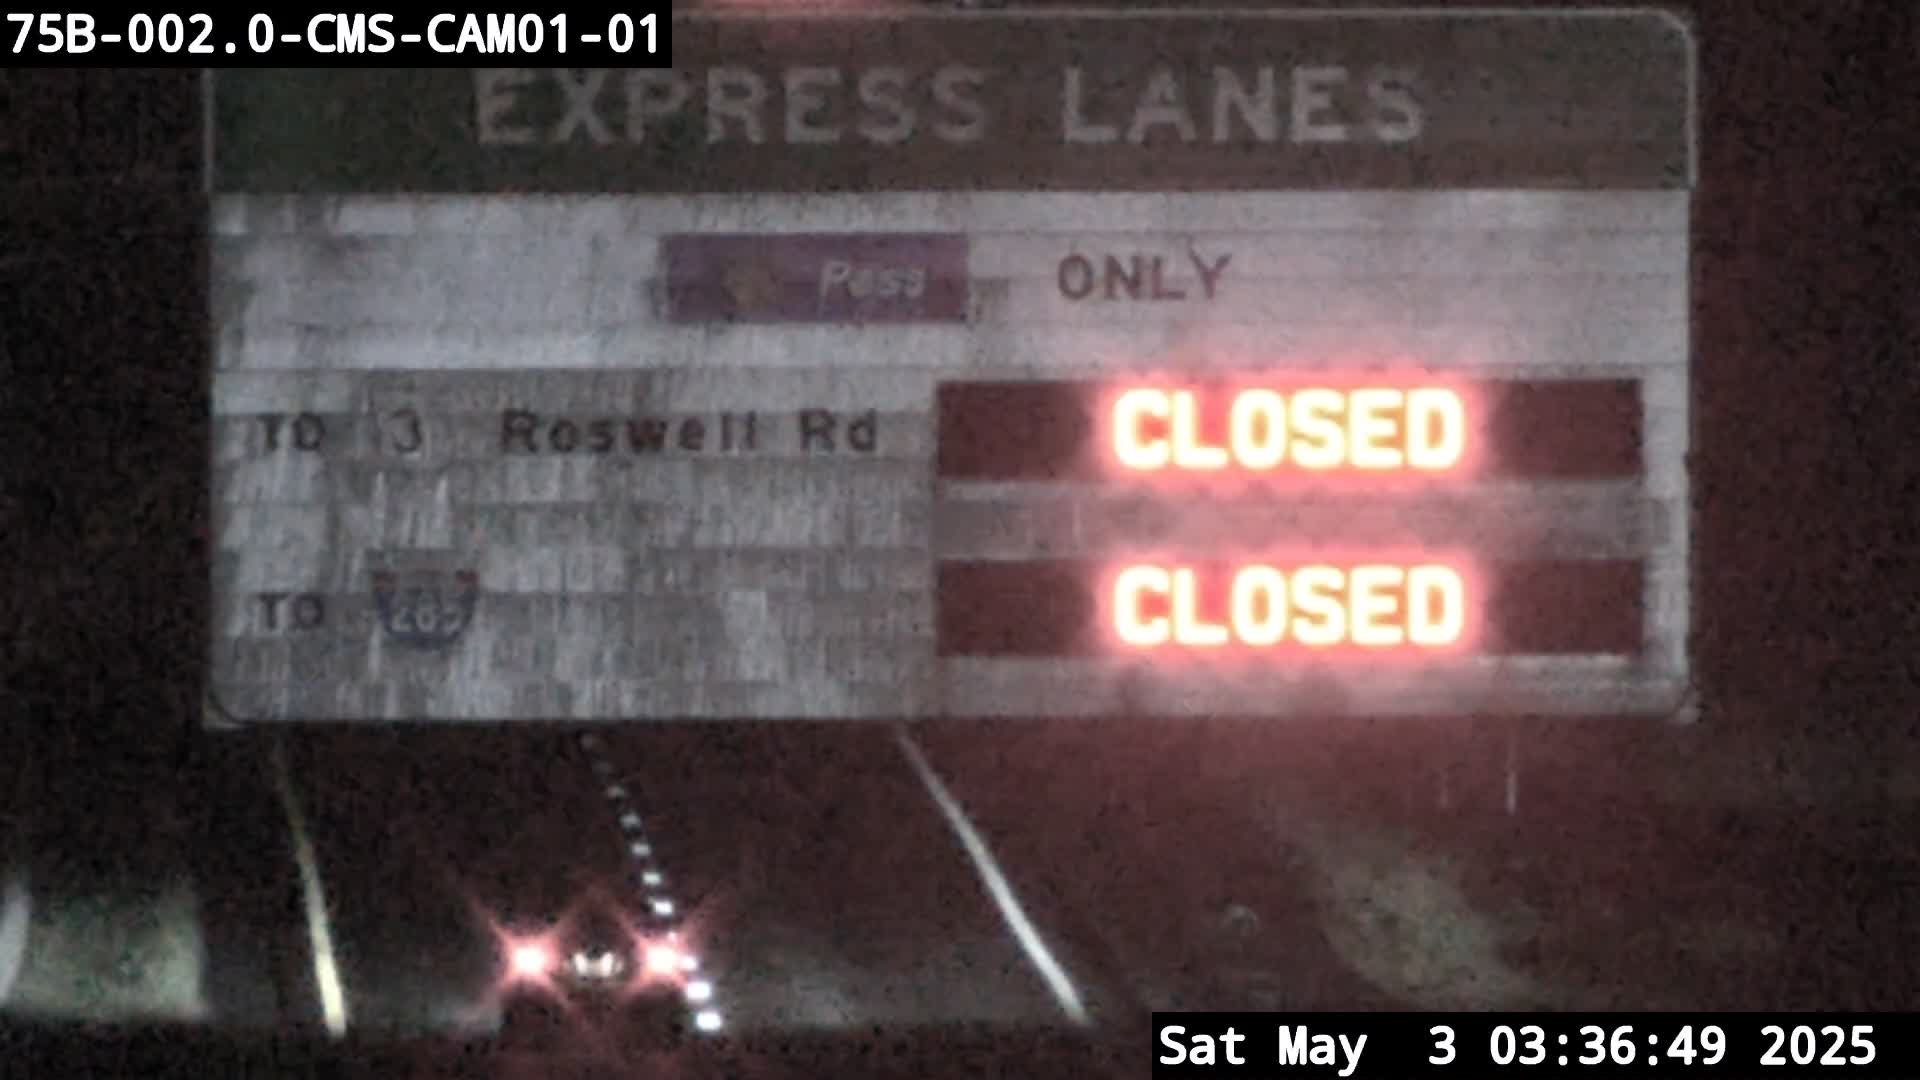 75B-002.0-CMS-CAM01-01
EXPRESS LANES
Pass ONLY
TO 3 Roswell Rd CLOSED
TO CLOSED
Sat May 3 03:36:49 2025